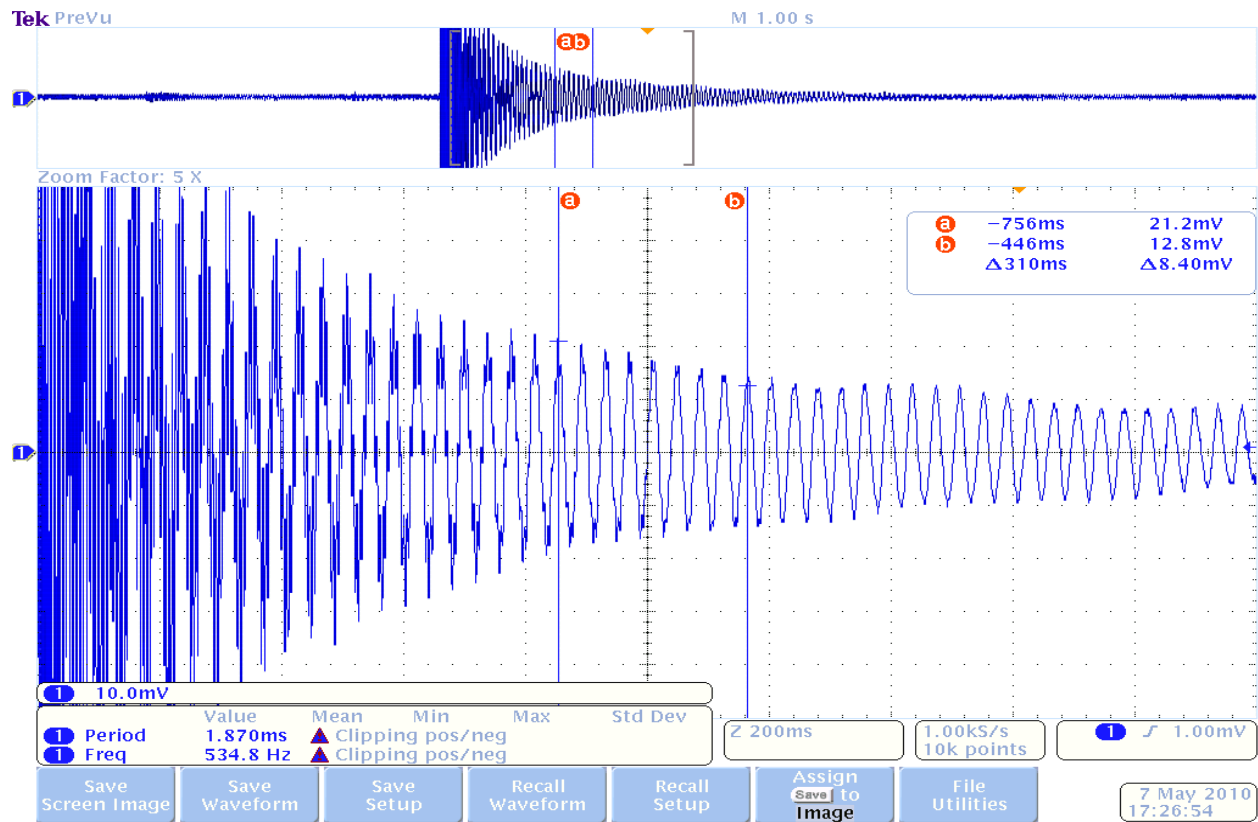 Tek PreVu M 1.00 s
a b
1
Zoom Factor: 5 X
a b
a -756ms 21.2mV
b -446ms 12.8mV
Δ310ms Δ8.40mV
1
1 10.0mV
Value Mean Min Max Std Dev
1 Period 1.870ms Clipping pos/neg
1 Freq 534.8 Hz Clipping pos/neg
Z 200ms
1.00kS/s
10k points
1 ʃ 1.00mV
Save
Screen Image
Save
Waveform
Save
Setup
Recall
Waveform
Recall
Setup
Assign
Save to
Image
File
Utilities
7 May 2010
17:26:54